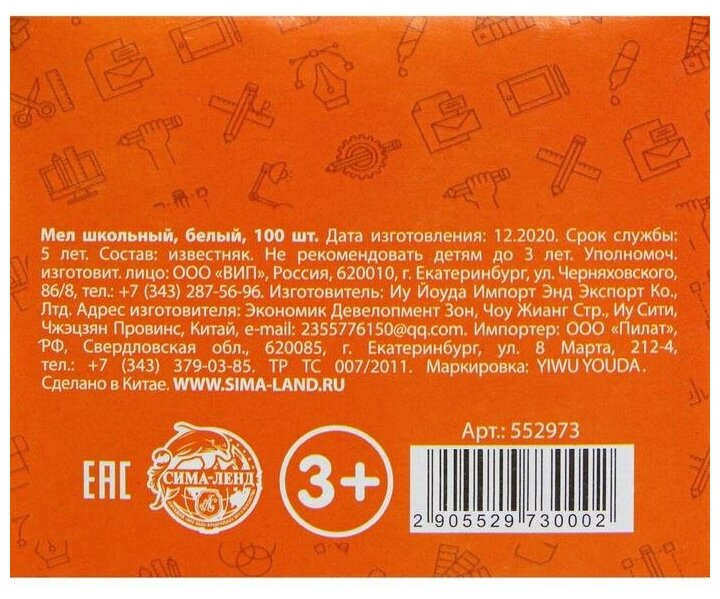 Мел школьный, белый, 100 шт. Дата изготовления: 12.2020. Срок службы:
5 лет. Состав: известняк. Не рекомендовать детям до 3 лет. Уполномоч.
изготовит. лицо: ООО «ВИП», Россия, 620010, г. Екатеринбург, ул. Черняховского,
86/8, тел.: +7 (343) 287-56-96. Изготовитель: Иу Йоуда Импорт Энд Экспорт Ко.,
Лтд. Адрес изготовителя: Экономик Девелопмент Зон, Чоу Жианг Стр., Иу Сити,
Чжэцзян Провинс, Китай, e-mail: 2355776150@qq.com. Импортер: ООО «Пилат»,
РФ, Свердловская обл., 620085, г. Екатеринбург, ул. 8 Марта, 212-4,
тел.: +7 (343) 379-03-85. ТР ТС 007/2011. Маркировка: YIWU YOUDA.
Сделано в Китае. WWW.SIMA-LAND.RU
Арт.: 552973
EAC
СИМА-ЛЕНД
3+
2 905529 730002